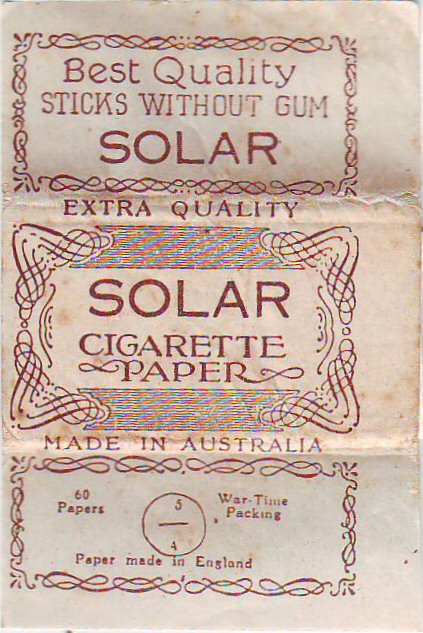 Best Quality
STICKS WITHOUT GUM
SOLAR
EXTRA QUALITY
SOLAR
CIGARETTE
PAPER
MADE IN AUSTRALIA
60
Papers
5
4
War-Time
Packing
Paper made in England